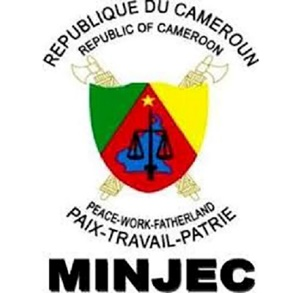 REPUBLIQUE DU CAMEROUN
REPUBLIC OF CAMEROON
PEACE-WORK-FATHERLAND
PAIX-TRAVAIL-PATRIE
MINJEC